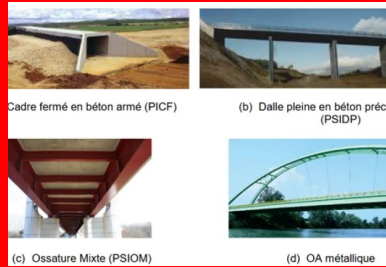 Cadre fermé en béton armé (PICF)
(b) Dalle pleine en béton préc
(PSIDP)
(c) Ossature Mixte (PSIOM)
(d) OA métallique